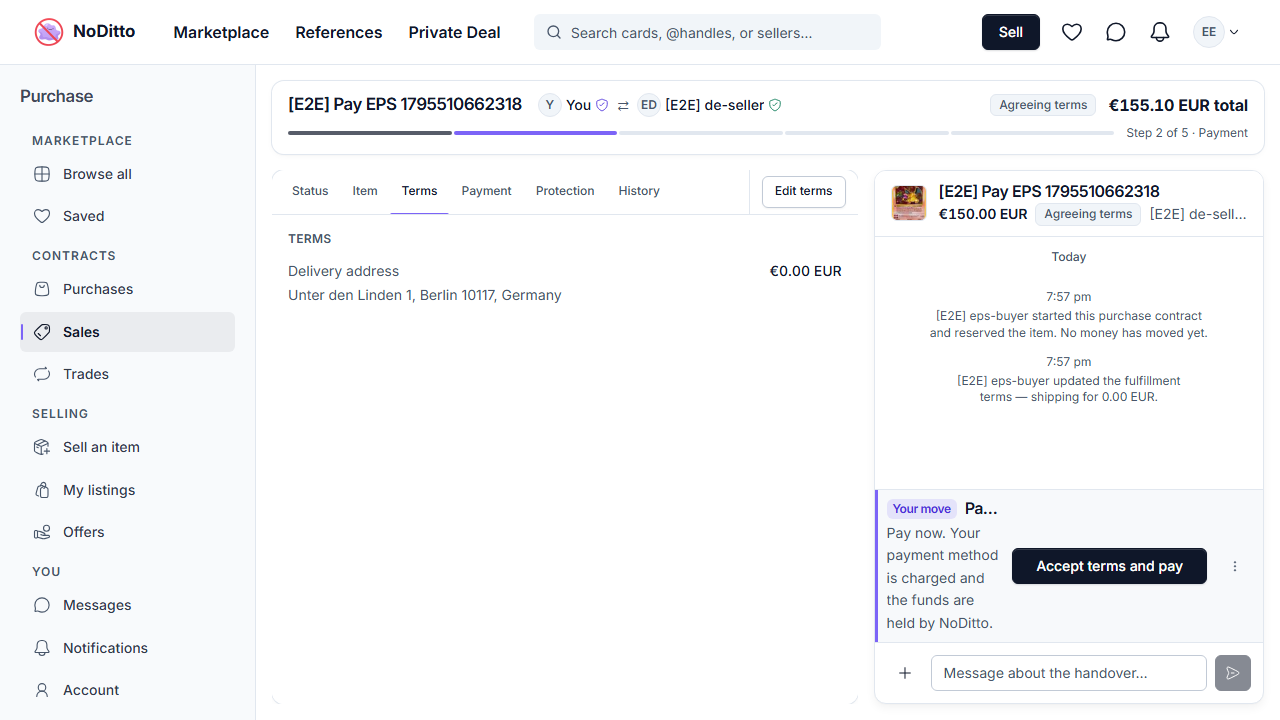 NoDitto
Marketplace
References
Private Deal
Search cards, @handles, or sellers...
Sell
EE
Purchase
MARKETPLACE
Browse all
Saved
CONTRACTS
Purchases
Sales
Trades
SELLING
Sell an item
My listings
Offers
YOU
Messages
Notifications
Account
[E2E] Pay EPS 1795510662318
Y You
ED [E2E] de-seller
Agreeing terms
€155.10 EUR total
Step 2 of 5 · Payment
Status
Item
Terms
Payment
Protection
History
Edit terms
TERMS
Delivery address
€0.00 EUR
Unter den Linden 1, Berlin 10117, Germany
[E2E] Pay EPS 1795510662318
€150.00 EUR Agreeing terms [E2E] de-sell...
Today
7:57 pm
[E2E] eps-buyer started this purchase contract
and reserved the item. No money has moved yet.
7:57 pm
[E2E] eps-buyer updated the fulfillment
terms — shipping for 0.00 EUR.
Your move Pa...
Pay now. Your
payment method
is charged and
the funds are
held by NoDitto.
Accept terms and pay
Message about the handover...